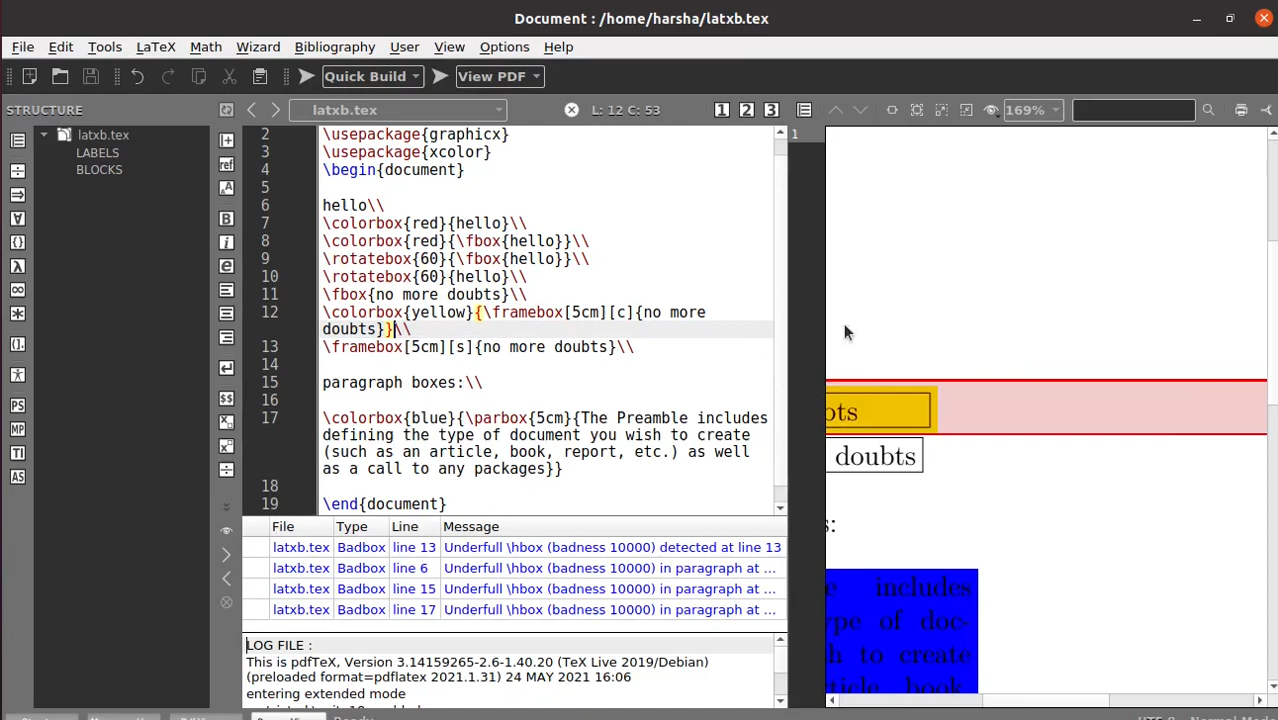 Document : /home/harsha/latxb.tex
File Edit Tools LaTeX Math Wizard Bibliography User View Options Help
Quick Build View PDF
STRUCTURE latxb.tex L: 12 C: 53 1 2 3 169%
latxb.tex
LABELS
BLOCKS
2 \usepackage{graphicx}
3 \usepackage{xcolor}
4 \begin{document}
5
6 hello\\
7 \colorbox{red}{hello}\\
8 \colorbox{red}{\fbox{hello}}\\
9 \rotatebox{60}{\fbox{hello}}\\
10 \rotatebox{60}{hello}\\
11 \fbox{no more doubts}\\
12 \colorbox{yellow}{\framebox[5cm][c]{no more
doubts}}\\
13 \framebox[5cm][s]{no more doubts}\\
14
15 paragraph boxes:\\
16
17 \colorbox{blue}{\parbox{5cm}{The Preamble includes
defining the type of document you wish to create
(such as an article, book, report, etc.) as well
as a call to any packages}}
18
19 \end{document}
File Type Line Message
latxb.tex Badbox line 13 Underfull \hbox (badness 10000) detected at line 13
latxb.tex Badbox line 6 Underfull \hbox (badness 10000) in paragraph at ...
latxb.tex Badbox line 15 Underfull \hbox (badness 10000) in paragraph at ...
latxb.tex Badbox line 17 Underfull \hbox (badness 10000) in paragraph at ...
LOG FILE :
This is pdfTeX, Version 3.14159265-2.6-1.40.20 (TeX Live 2019/Debian)
(preloaded format=pdflatex 2021.1.31) 24 MAY 2021 16:06
entering extended mode
1
bts
doubts
s:
e includes
ype of doc-
h to create
ticle, book,